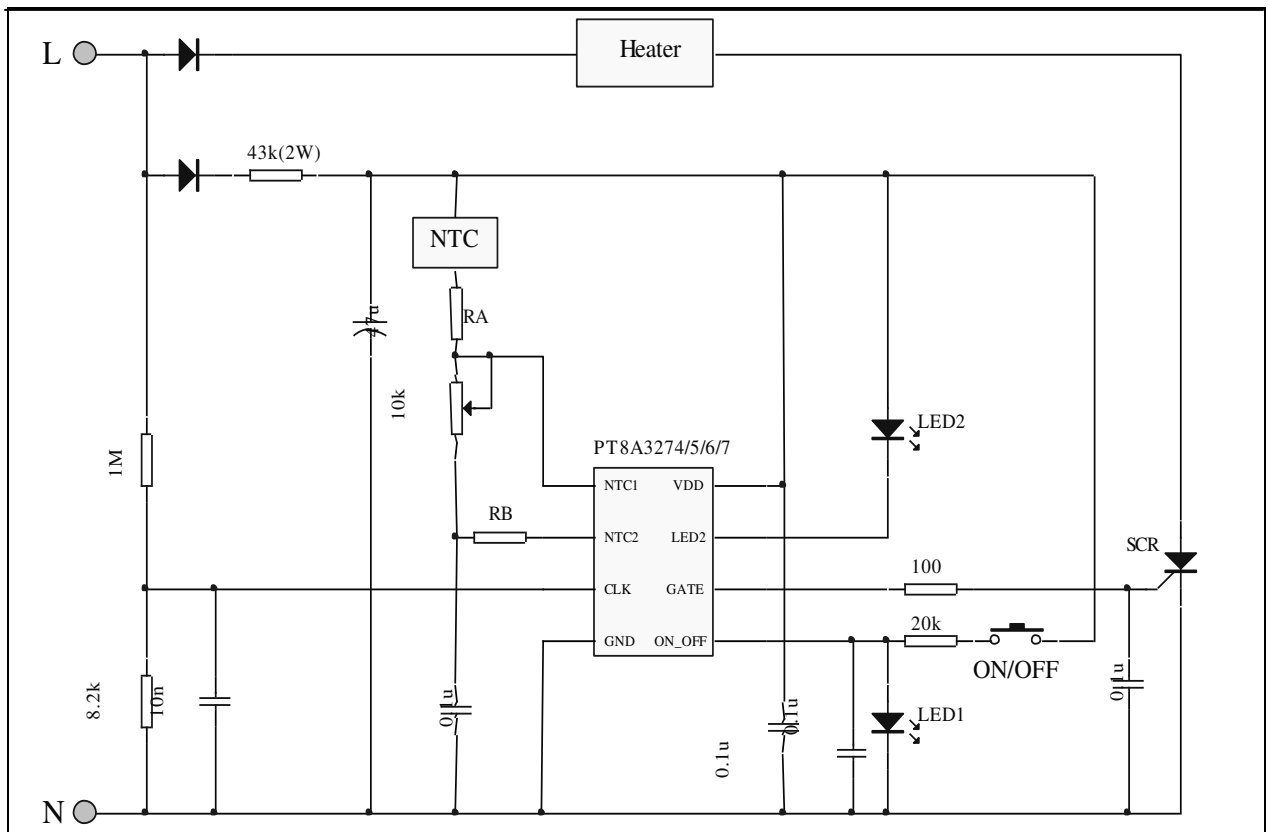 L
Heater
43k(2W)
NTC
47u
RA
10k
LED2
1M
PT8A3274/5/6/7
NTC1
VDD
RB
NTC2
LED2
SCR
100
CLK
GATE
20k
GND
ON_OFF
ON/OFF
8.2k
10n
0.1u
0.1u
0.1u
LED1
0.1u
N